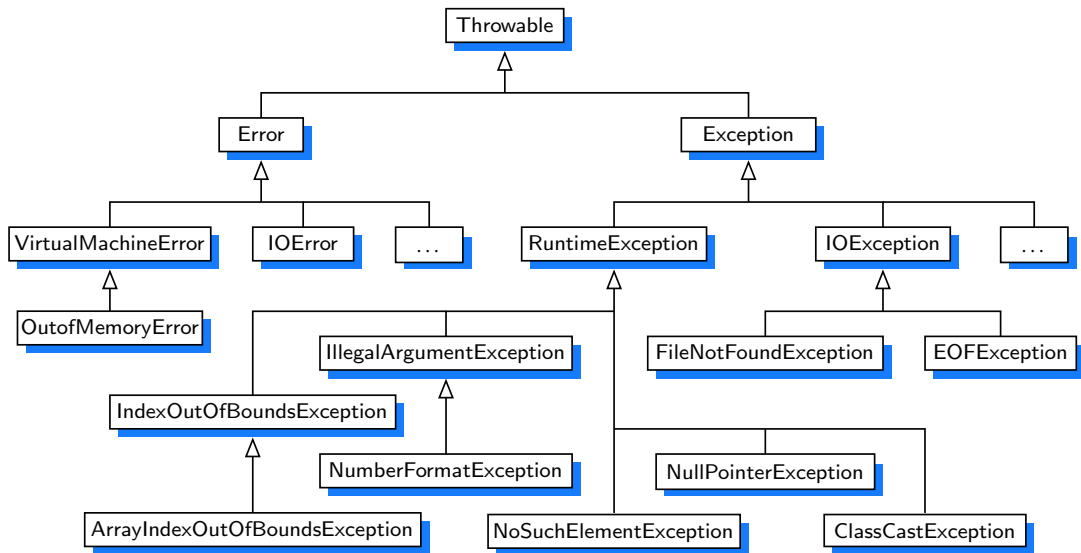 Throwable
Error
Exception
VirtualMachineError
IOError
...
RuntimeException
IOException
...
OutofMemoryError
IllegalArgumentException
FileNotFoundException
EOFException
IndexOutOfBoundsException
NumberFormatException
NullPointerException
ArrayIndexOutOfBoundsException
NoSuchElementException
ClassCastException